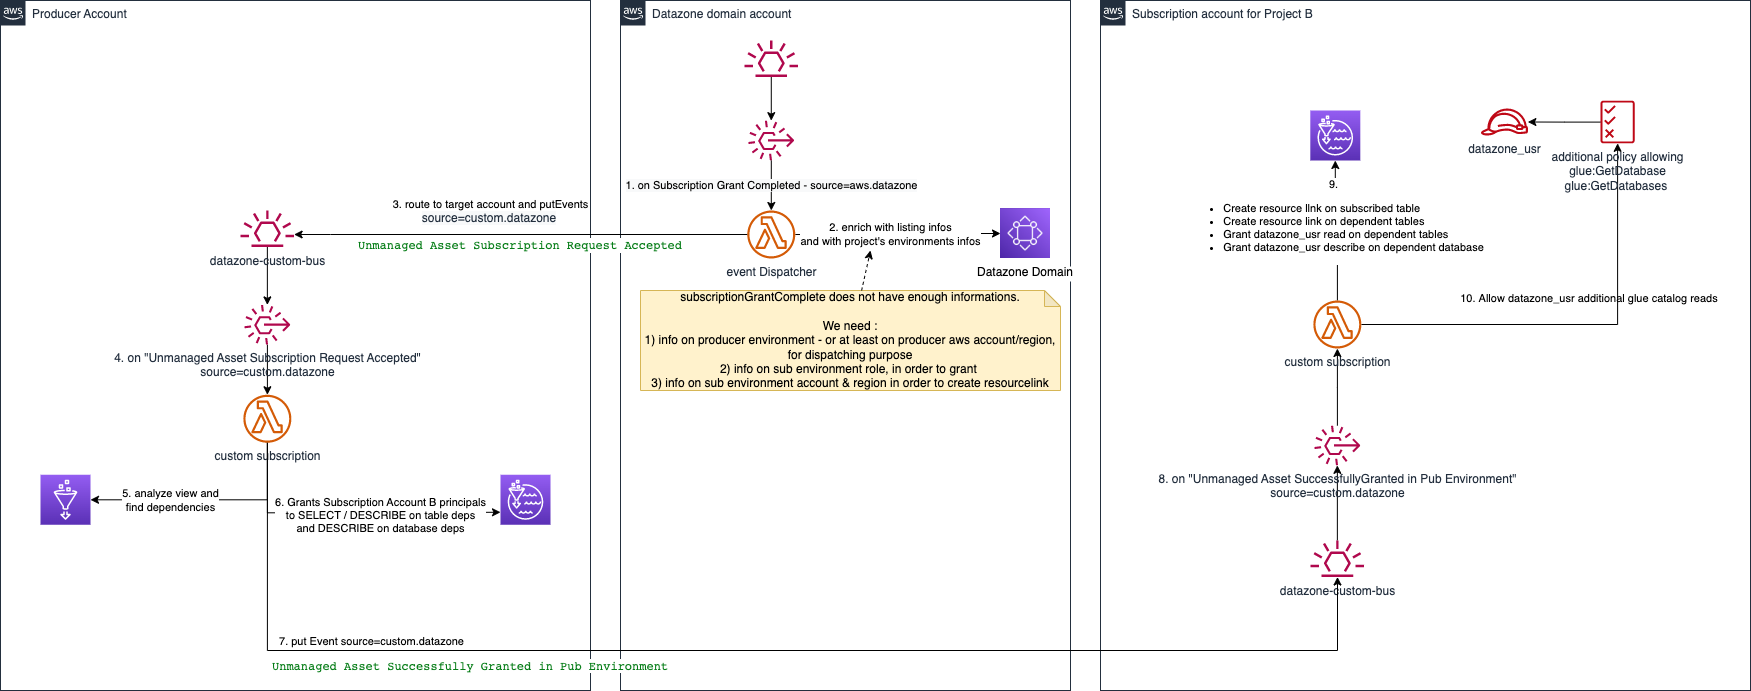 aws
Producer Account
3. route to target account and putEvents
source=custom.datazone
Unmanaged Asset Subscription Request Accepted
datazone-custom-bus
4. on "Unmanaged Asset Subscription Request Accepted"
source=custom.datazone
custom subscription
5. analyze view and
find dependencies
6. Grants Subscription Account B principals
to SELECT / DESCRIBE on table deps
and DESCRIBE on database deps
7. put Event source=custom.datazone
Unmanaged Asset Successfully Granted in Pub Environment
aws
Datazone domain account
1. on Subscription Grant Completed - source=aws.datazone
2. enrich with listing infos
and with project's environments infos
event Dispatcher
Datazone Domain
subscriptionGrantComplete does not have enough informations.
We need :
1) info on producer environment - or at least on producer aws account/region,
for dispatching purpose
2) info on sub environment role, in order to grant
3) info on sub environment account & region in order to create resourcelink
aws
Subscription account for Project B
datazone_usr
additional policy allowing
glue:GetDatabase
glue:GetDatabases
9.
• Create resource link on subscribed table
• Create resource link on dependent tables
• Grant datazone_usr read on dependent tables
• Grant datazone_usr describe on dependent database
10. Allow datazone_usr additional glue catalog reads
custom subscription
8. on "Unmanaged Asset SuccessfullyGranted in Pub Environment"
source=custom.datazone
datazone-custom-bus